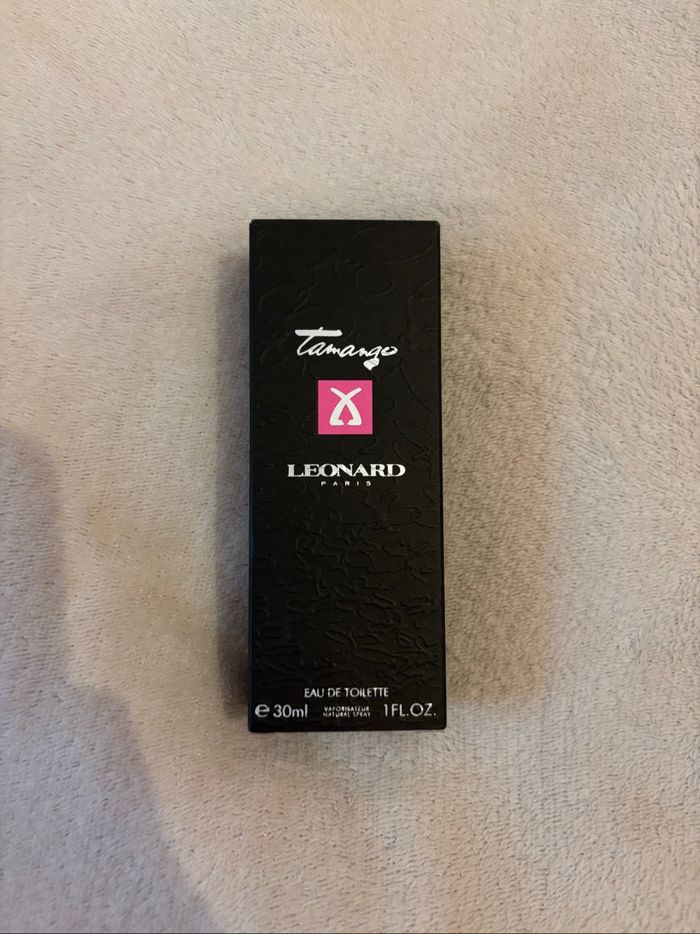 Tamango
LEONARD
PARIS
EAU DE TOILETTE
e 30ml VAPORISATEUR NATURAL SPRAY 1FL.OZ.